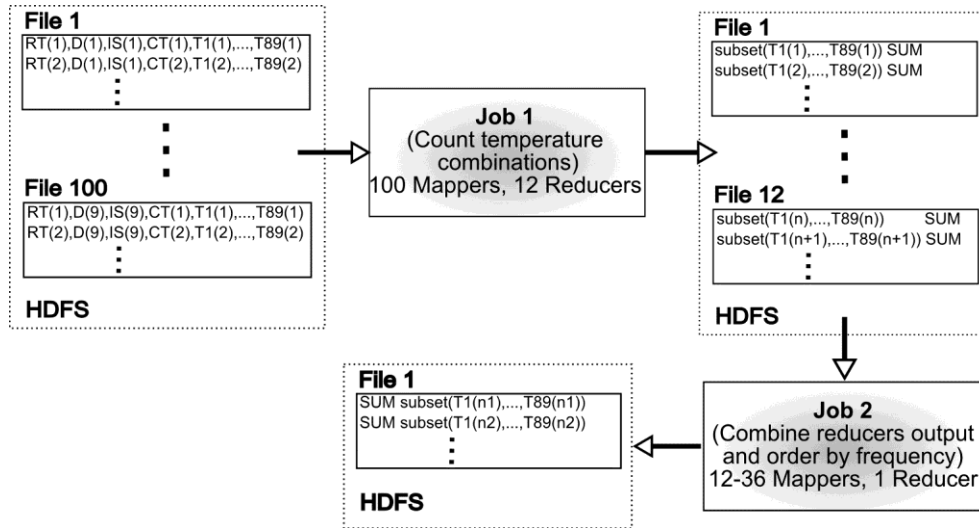 File 1
RT(1),D(1),IS(1),CT(1),T1(1),...,T89(1)
RT(2),D(1),IS(1),CT(2),T1(2),...,T89(2)
File 100
RT(1),D(9),IS(9),CT(1),T1(1),...,T89(1)
RT(2),D(9),IS(9),CT(2),T1(2),...,T89(2)
HDFS
Job 1
(Count temperature
combinations)
100 Mappers, 12 Reducers
File 1
subset(T1(1),...,T89(1)) SUM
subset(T1(2),...,T89(2)) SUM
File 12
subset(T1(n),...,T89(n)) SUM
subset(T1(n+1),...,T89(n+1)) SUM
HDFS
Job 2
(Combine reducers output
and order by frequency)
12-36 Mappers, 1 Reducer
File 1
SUM subset(T1(n1),...,T89(n1))
SUM subset(T1(n2),...,T89(n2))
HDFS